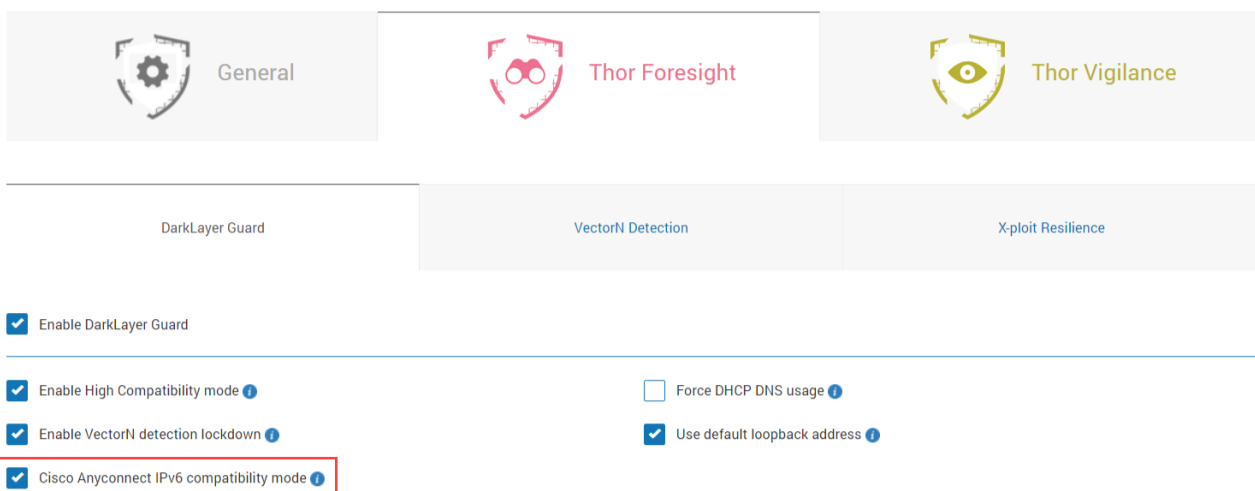 General
Thor Foresight
Thor Vigilance
DarkLayer Guard
VectorN Detection
X-ploit Resilience
Enable DarkLayer Guard
Enable High Compatibility mode
Force DHCP DNS usage
Enable VectorN detection lockdown
Use default loopback address
Cisco Anyconnect IPv6 compatibility mode